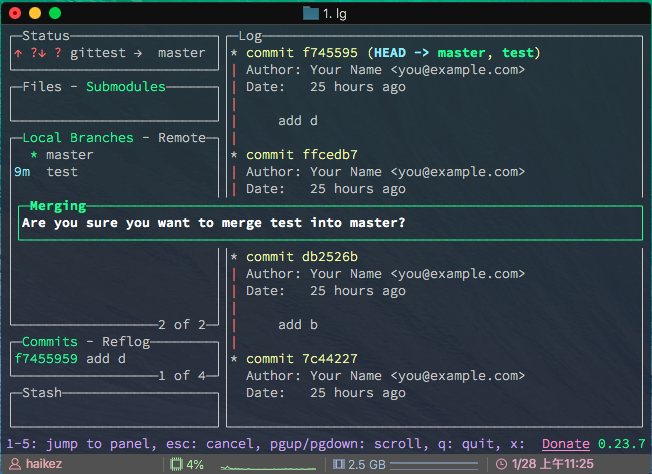 1. lg
Status
↑ ?↓ ? gittest → master
Files - Submodules
Local Branches - Remote
* master
9m test
2 of 2
Commits - Reflog
f7455959 add d
1 of 4
Stash
Log
* commit f745595 (HEAD -> master, test)
| Author: Your Name <you@example.com>
| Date:   25 hours ago
|
|     add d
|
* commit ffcedb7
| Author: Your Name <you@example.com>
| Date:   25 hours ago
Merging
Are you sure you want to merge test into master?
* commit db2526b
| Author: Your Name <you@example.com>
| Date:   25 hours ago
|
|     add b
|
* commit 7c44227
Author: Your Name <you@example.com>
Date:   25 hours ago
1-5: jump to panel, esc: cancel, pgup/pgdown: scroll, q: quit, x: Donate 0.23.7
haikez 4% 2.5 GB 1/28 上午11:25